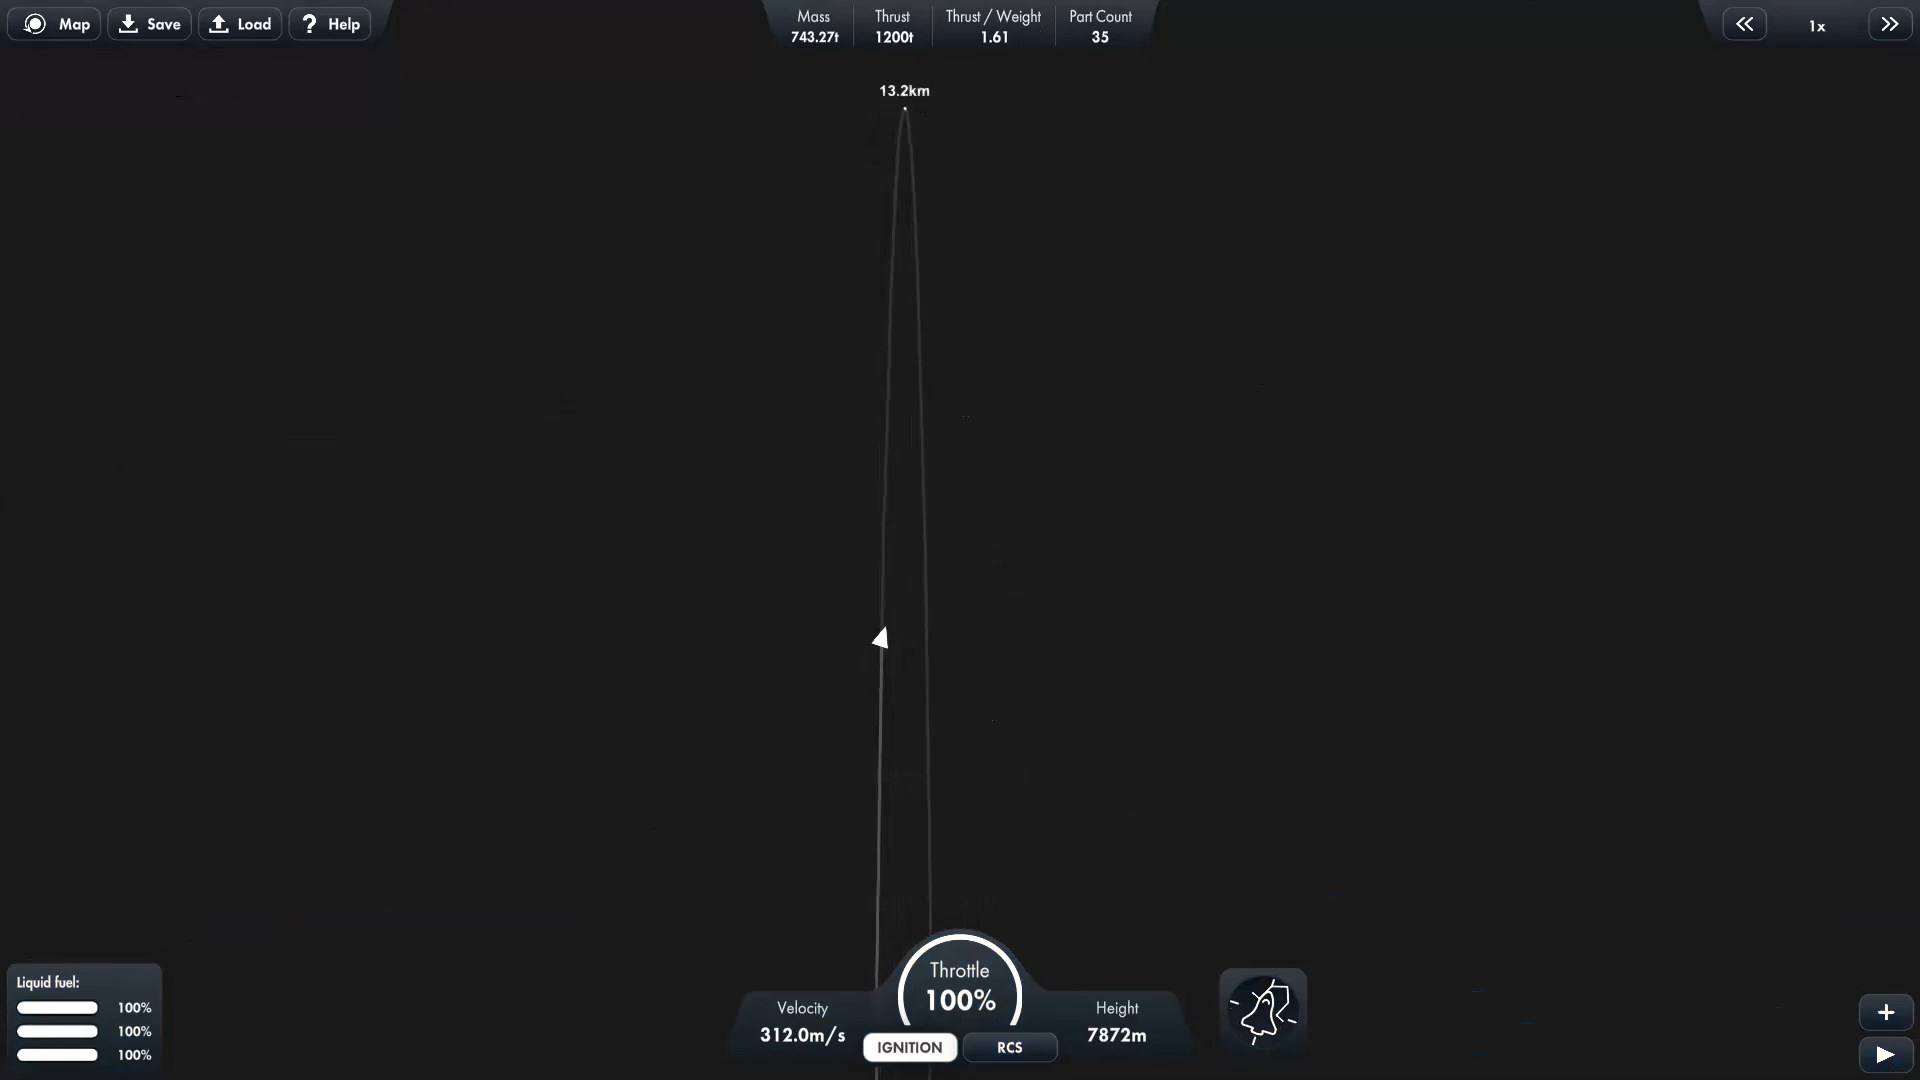 Map
Save
Load
? Help
Mass
743.27t
Thrust
1200t
Thrust / Weight
1.61
Part Count
35
1x
13.2km
Liquid fuel:
100%
100%
100%
Throttle
100%
Velocity
312.0m/s
IGNITION
RCS
Height
7872m